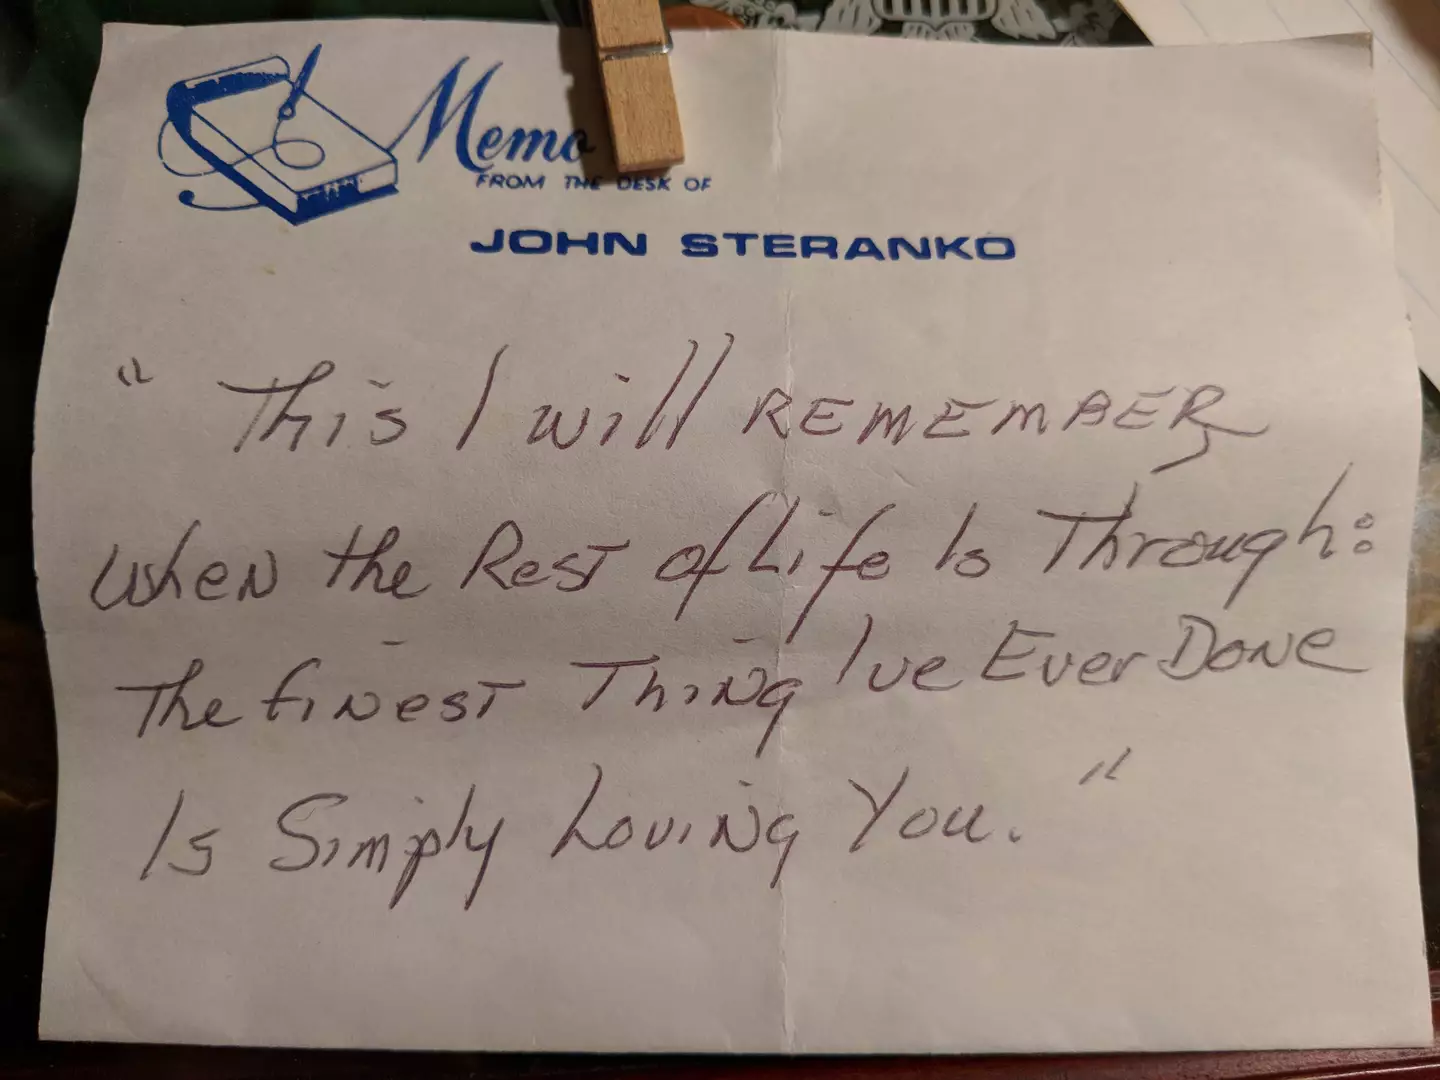 Memo
FROM THE DESK OF
JOHN STERANKO
"This I will REMEMBER,
when the Rest of Life Is Through:
The finest Thing I've Ever Done
Is Simply Loving You."